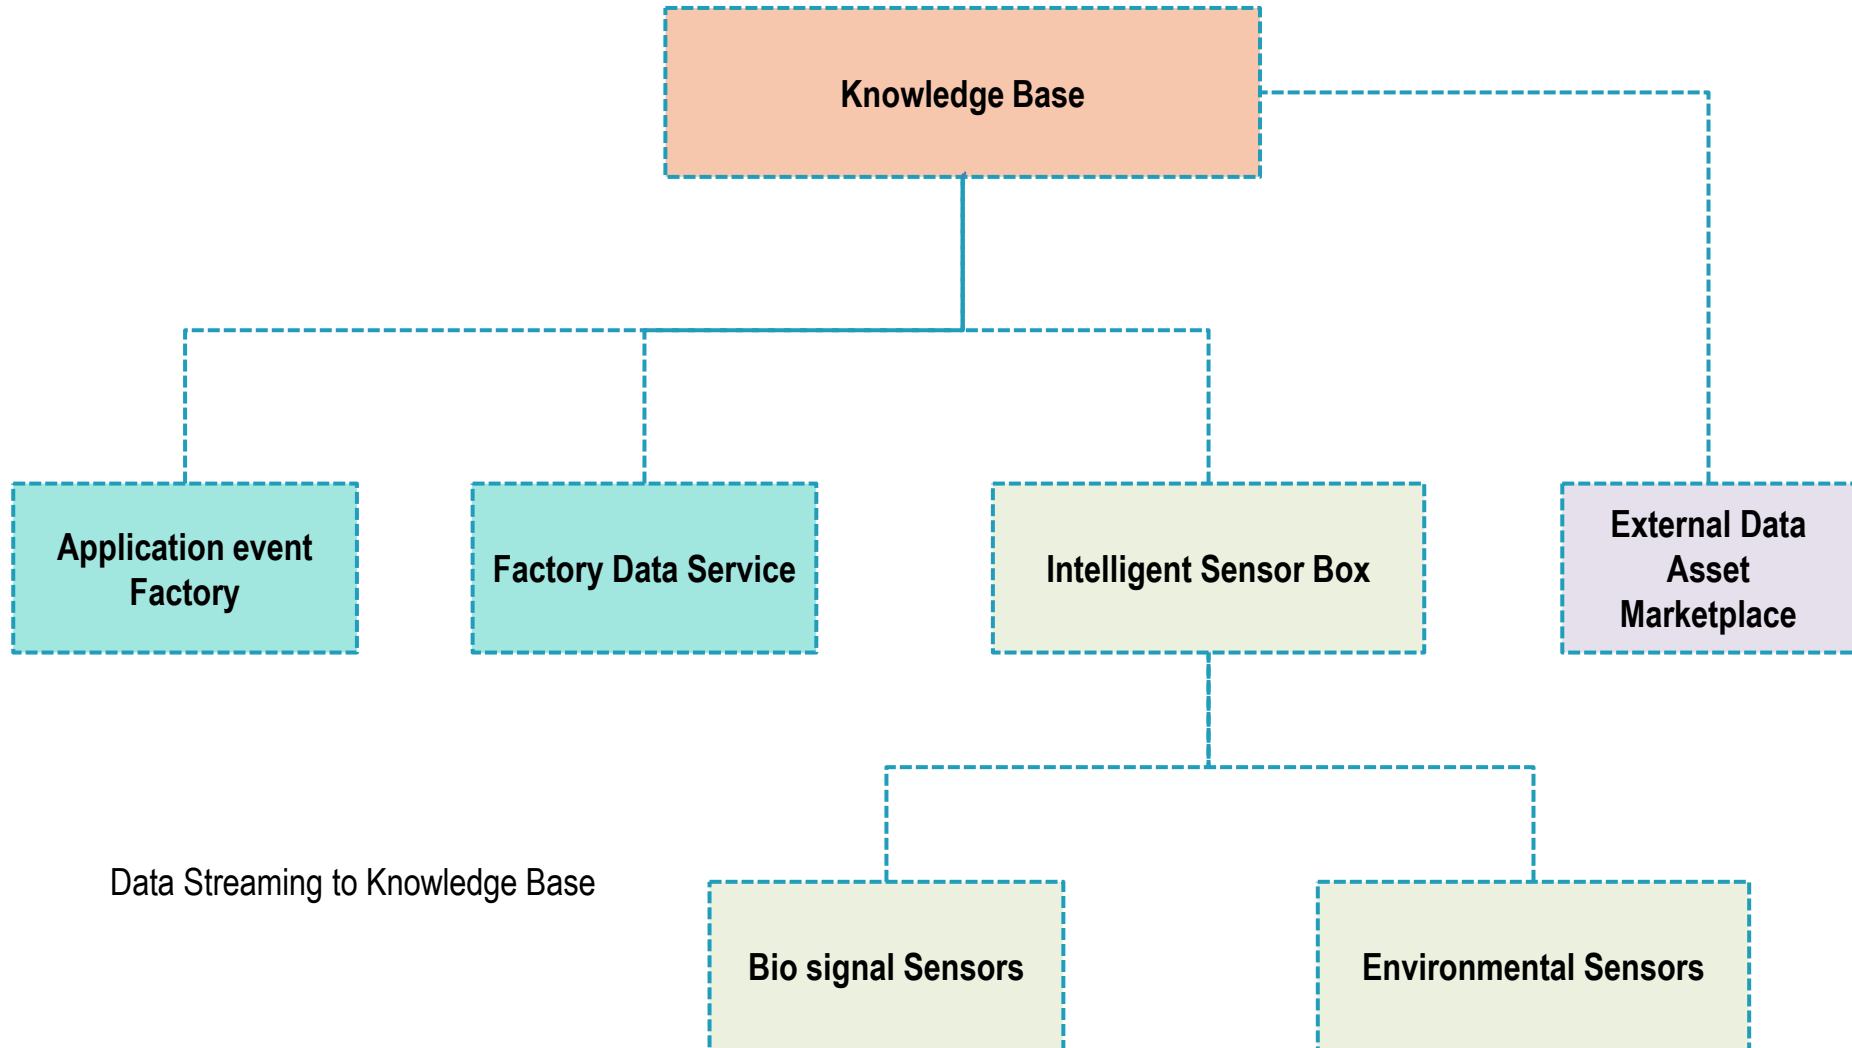 Knowledge Base
Application event
Factory
Factory Data Service
Intelligent Sensor Box
External Data
Asset
Marketplace
Data Streaming to Knowledge Base
Bio signal Sensors
Environmental Sensors